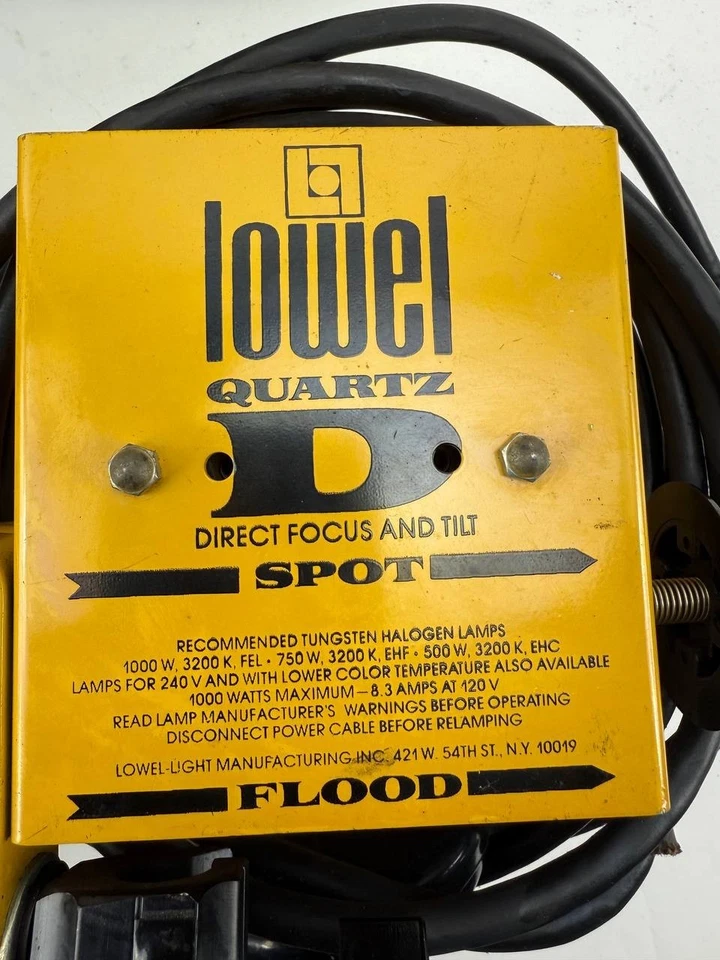 lowel
QUARTZ
D
DIRECT FOCUS AND TILT
SPOT
RECOMMENDED TUNGSTEN HALOGEN LAMPS
1000 W, 3200 K, FEL • 750 W, 3200 K, EHF • 500 W, 3200 K, EHC
LAMPS FOR 240 V AND WITH LOWER COLOR TEMPERATURE ALSO AVAILABLE
1000 WATTS MAXIMUM — 8.3 AMPS AT 120 V
READ LAMP MANUFACTURER'S WARNINGS BEFORE OPERATING
DISCONNECT POWER CABLE BEFORE RELAMPING
LOWEL-LIGHT MANUFACTURING INC. 421 W. 54TH ST., N.Y. 10019
FLOOD